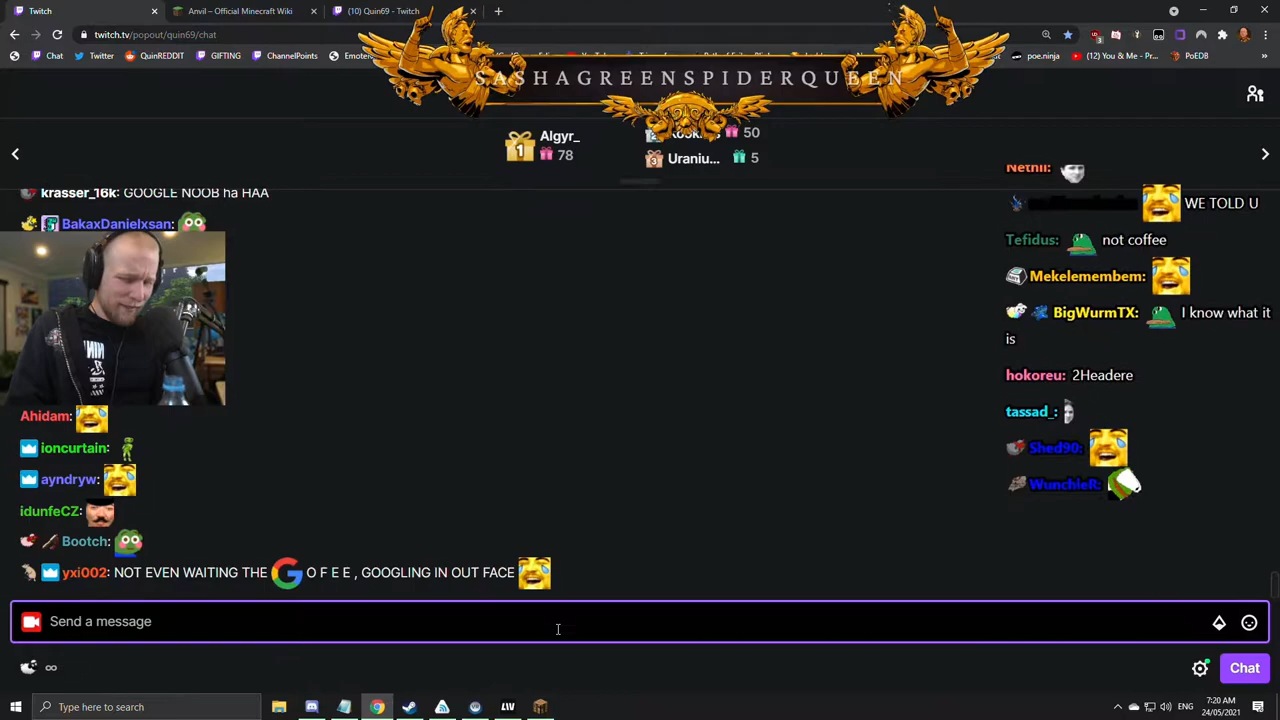 Twitch
Anvil – Official Minecraft Wiki
(10) Quin69 - Twitch
twitch.tv/popout/quin69/chat
Chat
Twitter
QuinREDDIT
GIFTING
ChannelPoints
poe.ninja
(12) You & Me - Pr...
PoEDB
SASHAGREENSPIDERQUEEN
1
Algyr_
78
50
3
Uraniu...
5
krasser_16k: GOOGLE NOOB ha HAA
BakaxDanielxsan:
Ahidam:
ioncurtain:
ayndryw:
idunfeCZ:
Bootch:
yxi002: NOT EVEN WAITING THE G O F E E , GOOGLING IN OUT FACE
WE TOLD U
Tefidus: not coffee
Mekelemembem:
BigWurmTX: I know what it
is
hokoreu: 2Headere
tassad_:
Shed90:
WunchleR:
Send a message
Chat
Type here to search
ENG
7:20 AM
24/05/2021